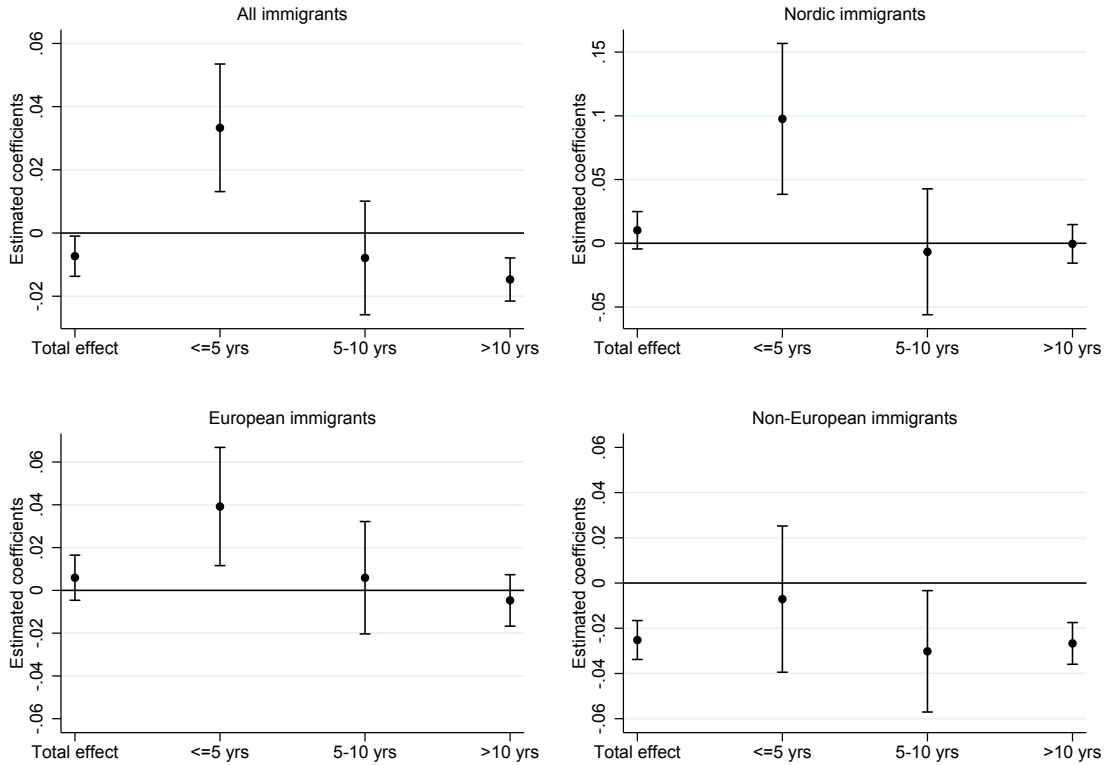 All immigrants
Estimated coefficients
.06
.04
.02
0
-.02
Total effect
<=5 yrs
5-10 yrs
>10 yrs
Nordic immigrants
Estimated coefficients
.15
.1
.05
0
-.05
Total effect
<=5 yrs
5-10 yrs
>10 yrs
European immigrants
Estimated coefficients
.06
.04
.02
0
-.02
-.04
-.06
Total effect
<=5 yrs
5-10 yrs
>10 yrs
Non-European immigrants
Estimated coefficients
.06
.04
.02
0
-.02
-.04
-.06
Total effect
<=5 yrs
5-10 yrs
>10 yrs